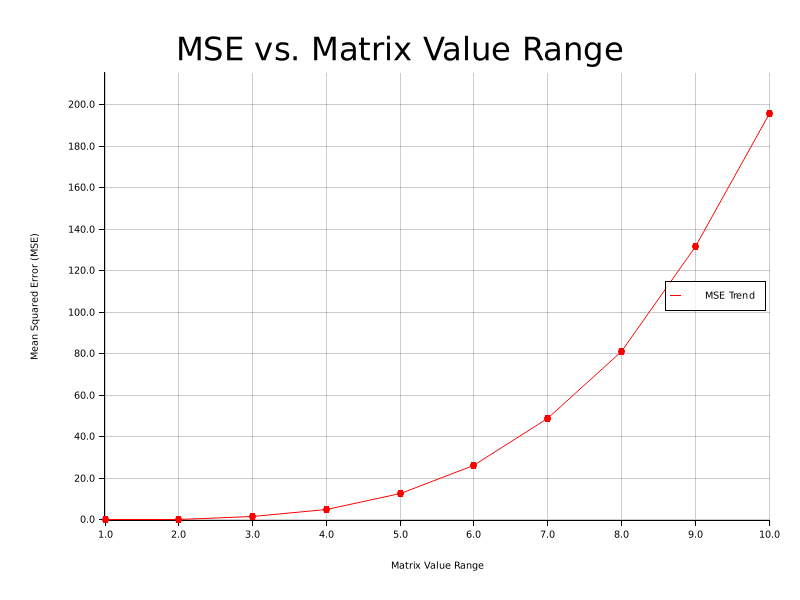 MSE vs. Matrix Value Range
Mean Squared Error (MSE)
200.0
180.0
160.0
140.0
120.0
100.0
80.0
60.0
40.0
20.0
0.0
MSE Trend
1.0 2.0 3.0 4.0 5.0 6.0 7.0 8.0 9.0 10.0
Matrix Value Range